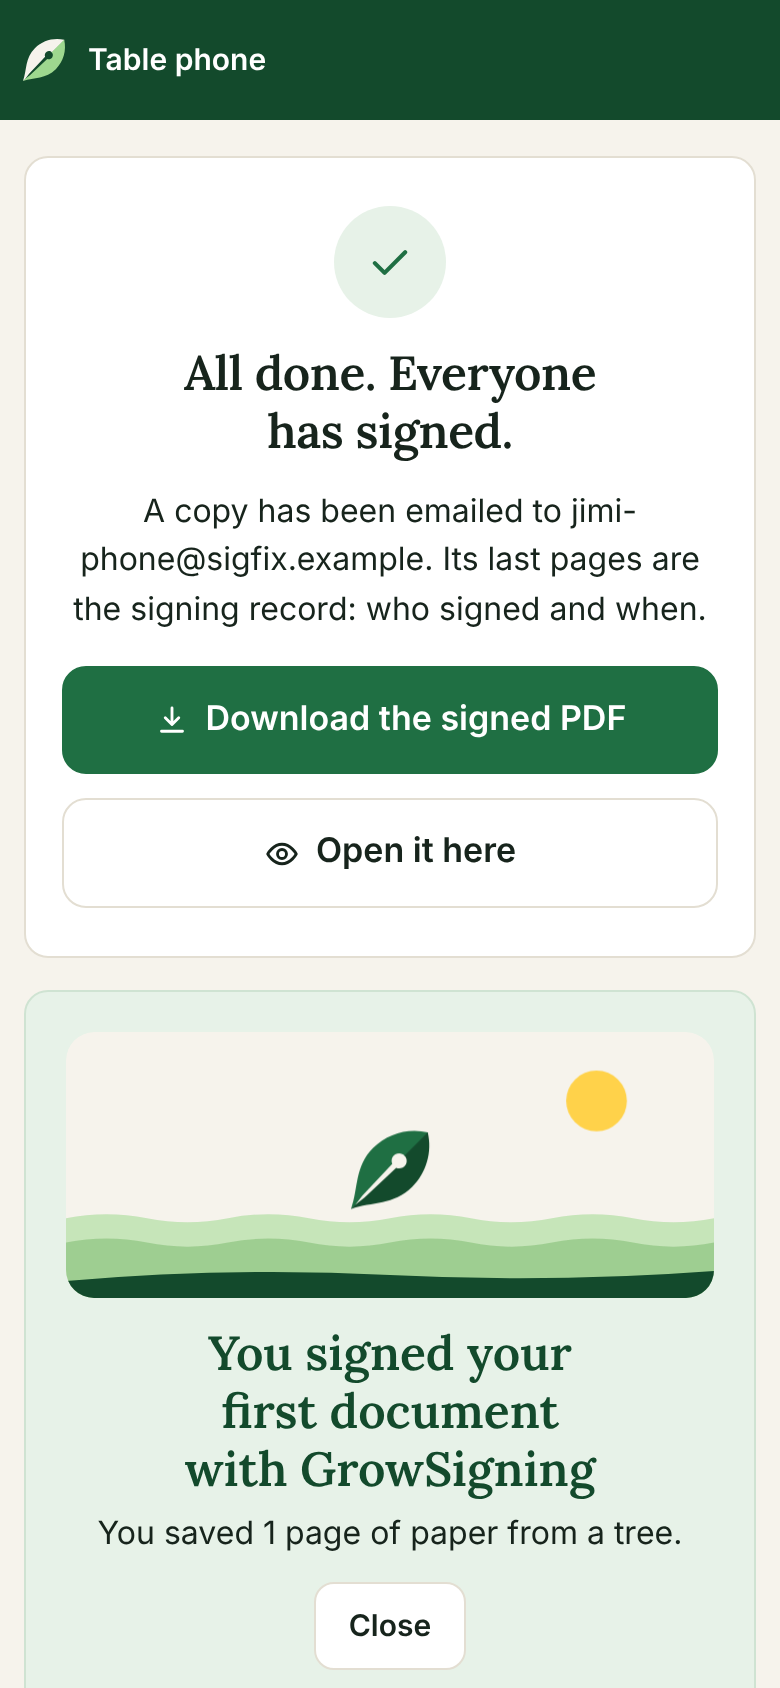 Table phone
All done. Everyone
has signed.
A copy has been emailed to jimi-
phone@sigfix.example. Its last pages are
the signing record: who signed and when.
Download the signed PDF
Open it here
You signed your
first document
with GrowSigning
You saved 1 page of paper from a tree.
Close